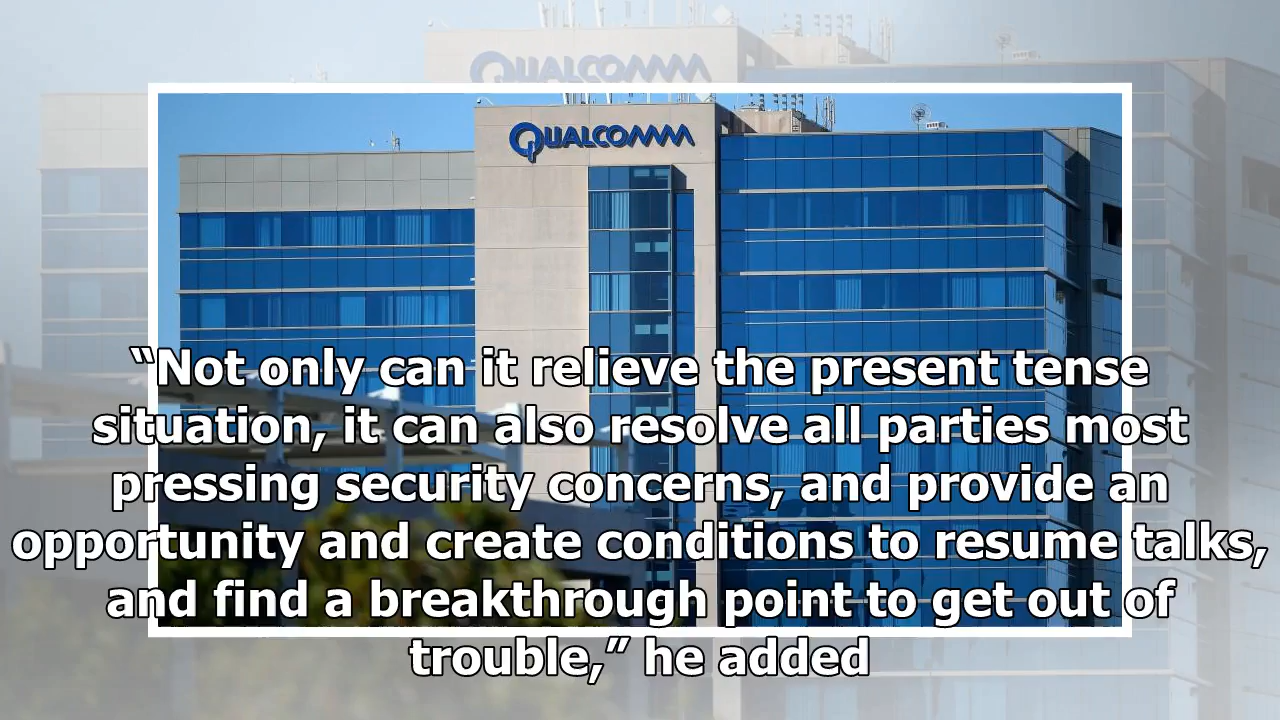 QUALCOMM
QUALCOMM
“Not only can it relieve the present tense
situation, it can also resolve all parties most
pressing security concerns, and provide an
opportunity and create conditions to resume talks,
and find a breakthrough point to get out of
trouble,” he added